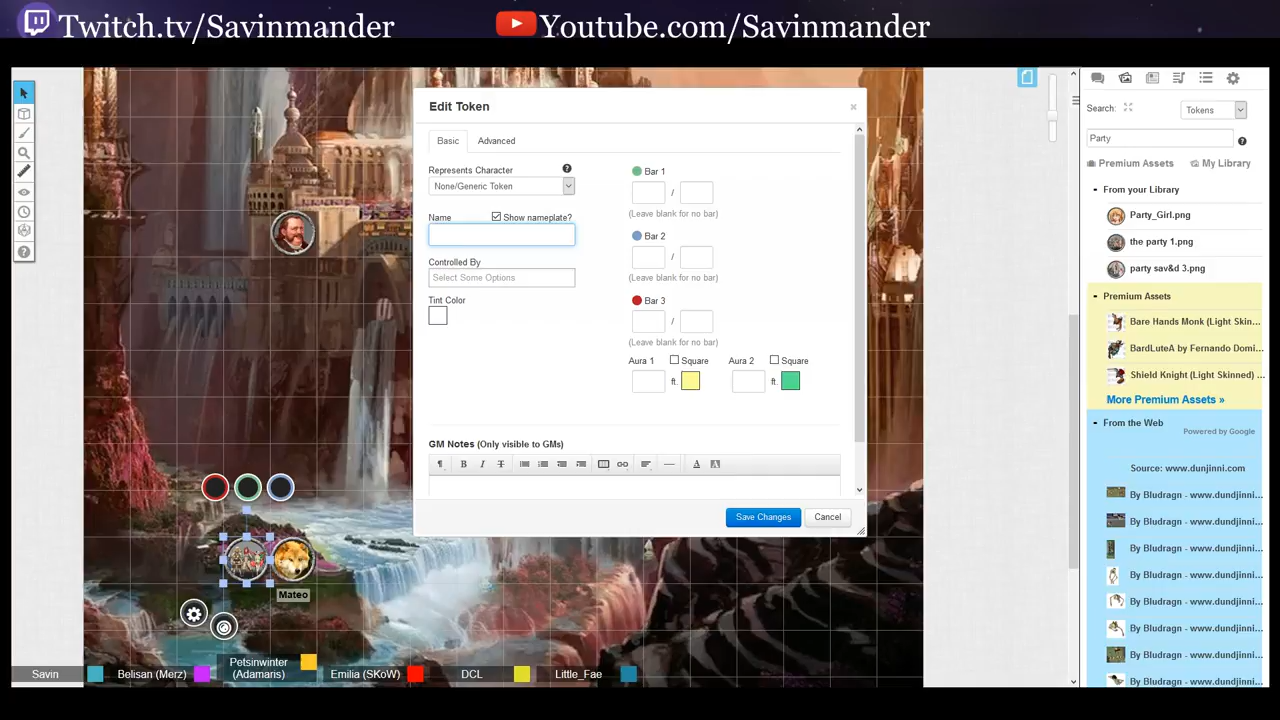 Twitch.tv/Savinmander
Youtube.com/Savinmander
Edit Token
×
Basic
Advanced
Represents Character
?
None/Generic Token
Name
Show nameplate?
Controlled By
Select Some Options
Tint Color
Bar 1
/
(Leave blank for no bar)
Bar 2
/
(Leave blank for no bar)
Bar 3
/
(Leave blank for no bar)
Aura 1
Square
Aura 2
Square
ft.
ft.
GM Notes (Only visible to GMs)
¶ B I T A A
Save Changes
Cancel
Mateo
Savin
Belisan (Merz)
Petsinwinter
(Adamaris)
Emilia (SKoW)
DCL
Little_Fae
Search:
Tokens
Party
?
Premium Assets
My Library
From your Library
Party_Girl.png
the party 1.png
party sav&d 3.png
Premium Assets
Bare Hands Monk (Light Skin...
BardLuteA by Fernando Domi...
Shield Knight (Light Skinned) ...
More Premium Assets »
From the Web
Powered by Google
Source: www.dunjinni.com
By Bludragn - www.dundjinni...
By Bludragn - www.dundjinni...
By Bludragn - www.dundjinni...
By Bludragn - www.dundjinni...
By Bludragn - www.dundjinni...
By Bludragn - www.dundjinni...
By Bludragn - www.dundjinni...
By Bludragn - www.dundjinni...